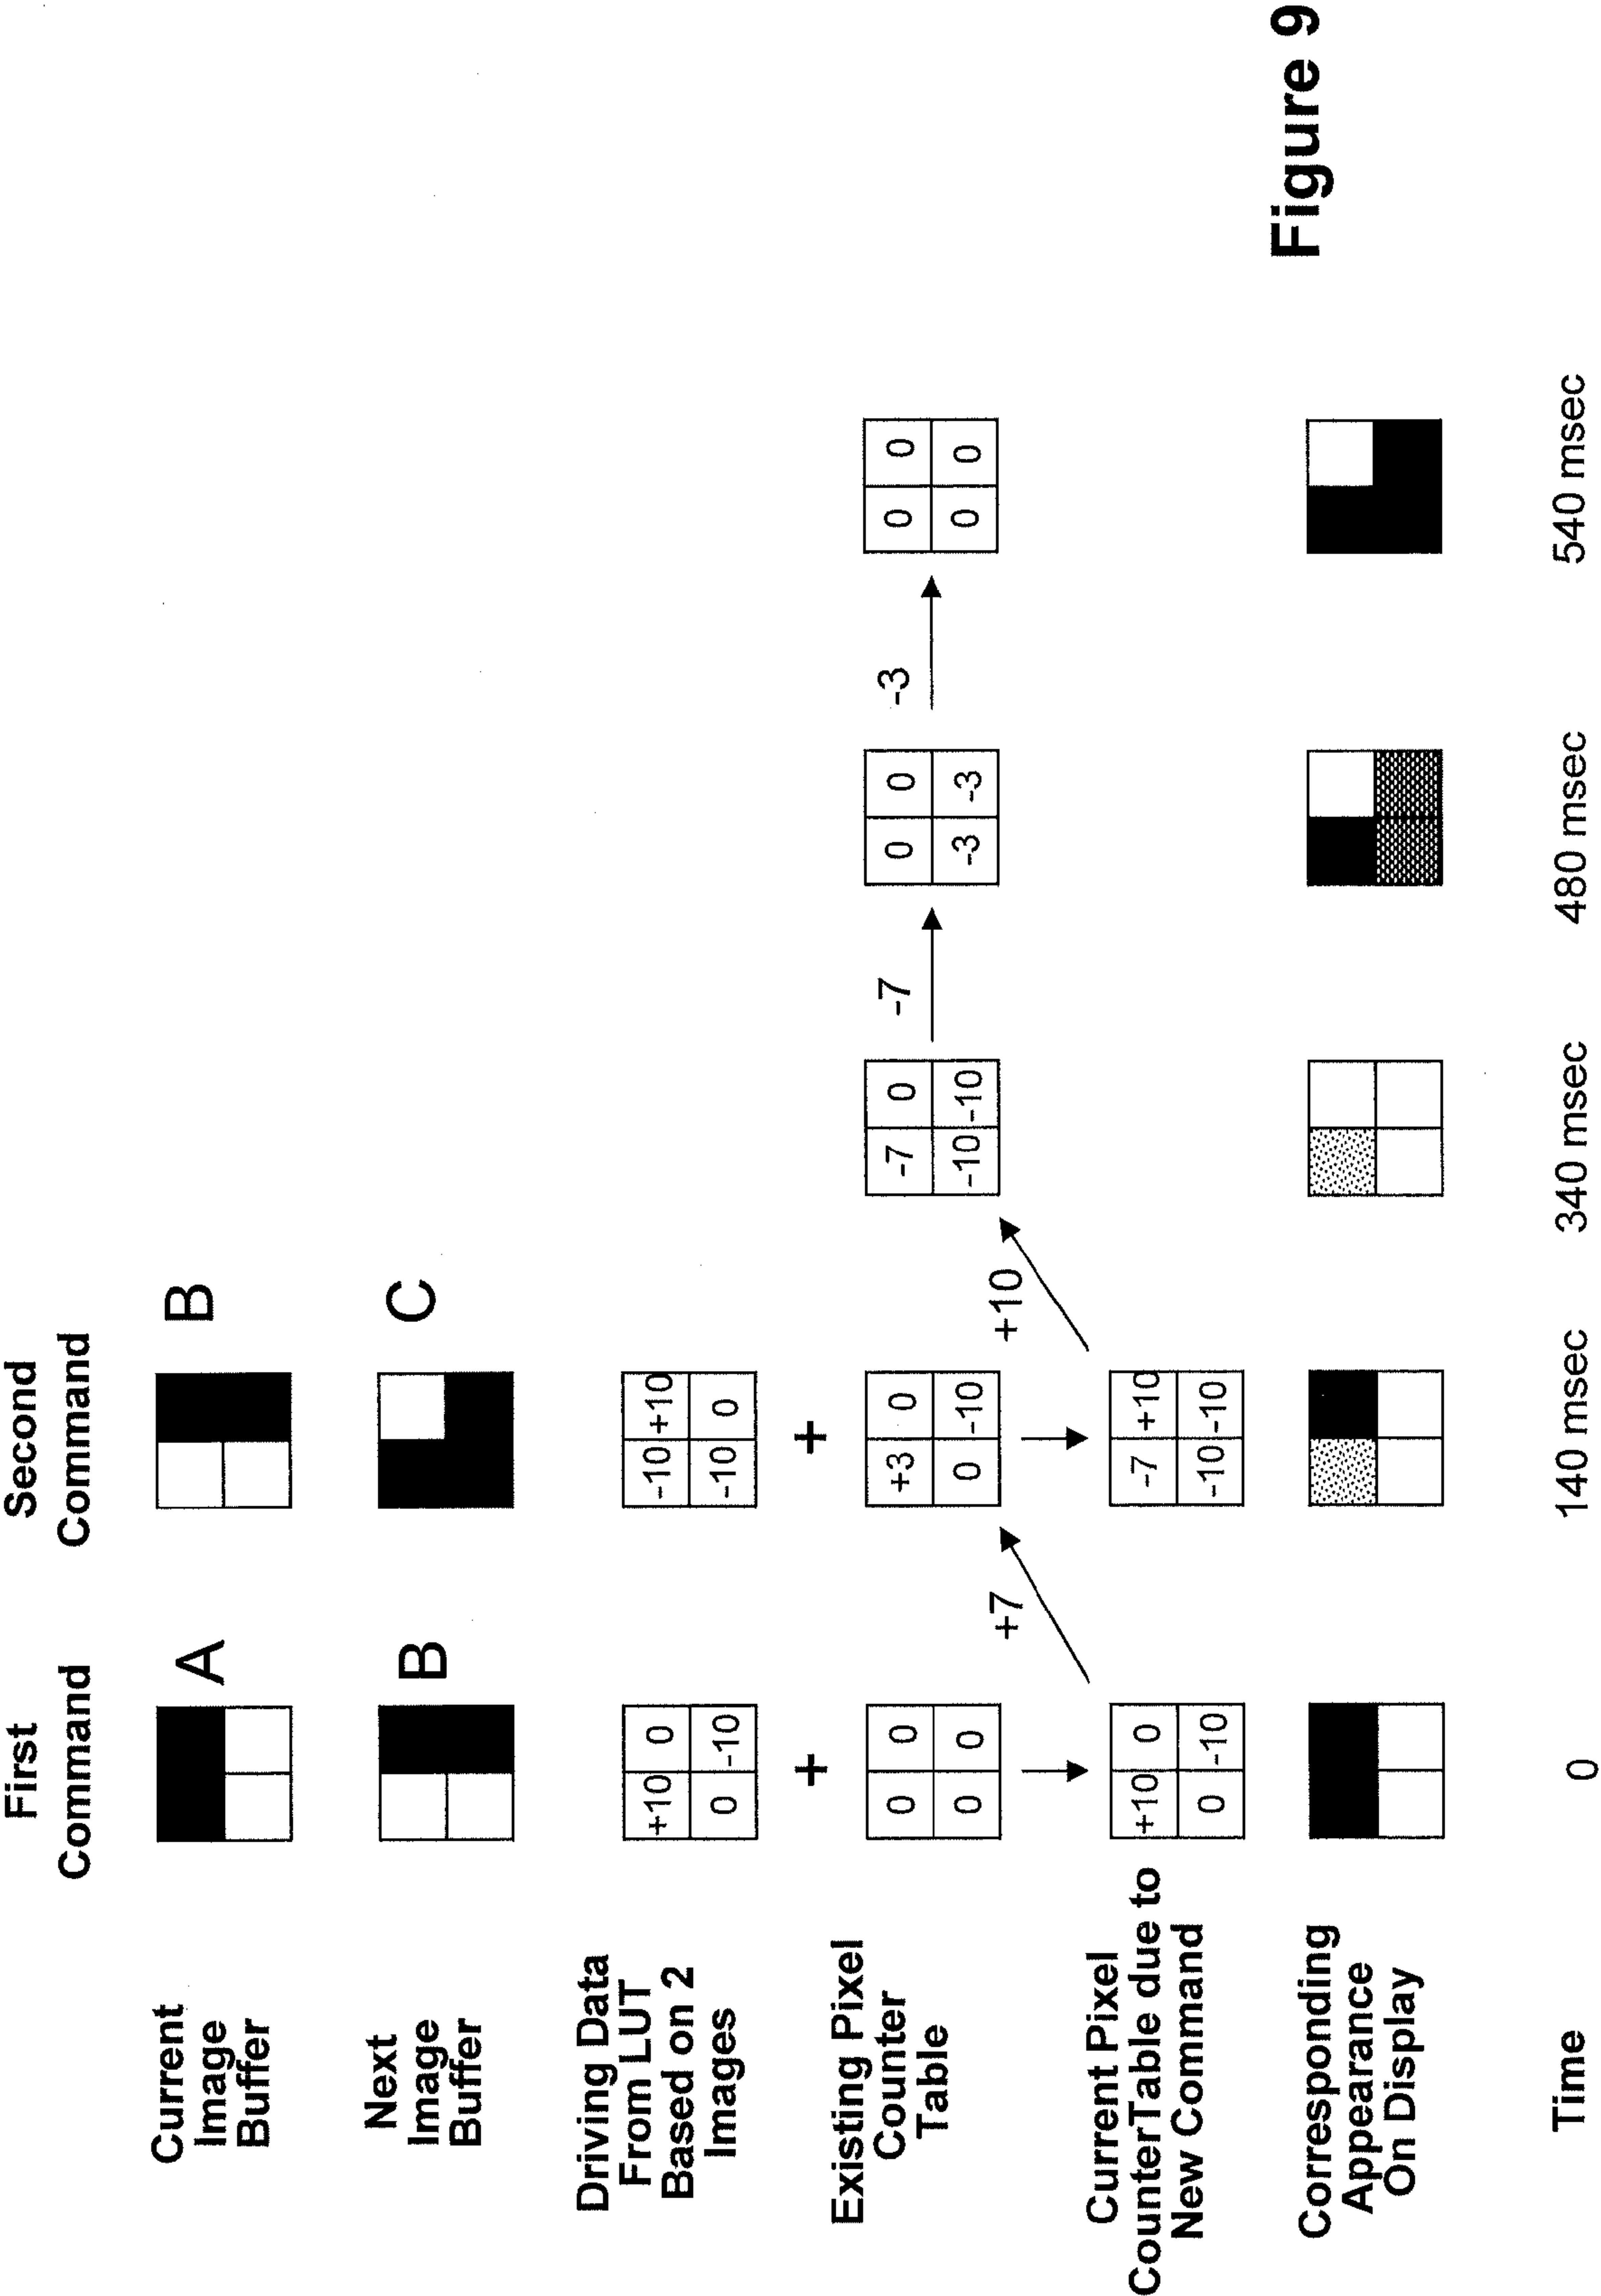 First
Command
Second
Command
Current
Image
Buffer
A
B
Next
Image
Buffer
B
C
Driving Data
From LUT
Based on 2
Images
+10 0
0 -10
-10 +10
-10 0
+
+
Existing Pixel
Counter
Table
0 0
0 0
+3 0
0 -10
-7 0
-10 -10
-7
0 0
-3 -3
-3
0 0
0 0
+7
+10
Current Pixel
CounterTable due to
New Command
+10 0
0 -10
-7 +10
-10 -10
Corresponding
Appearance
On Display
Time
0
140 msec
340 msec
480 msec
540 msec
Figure 9